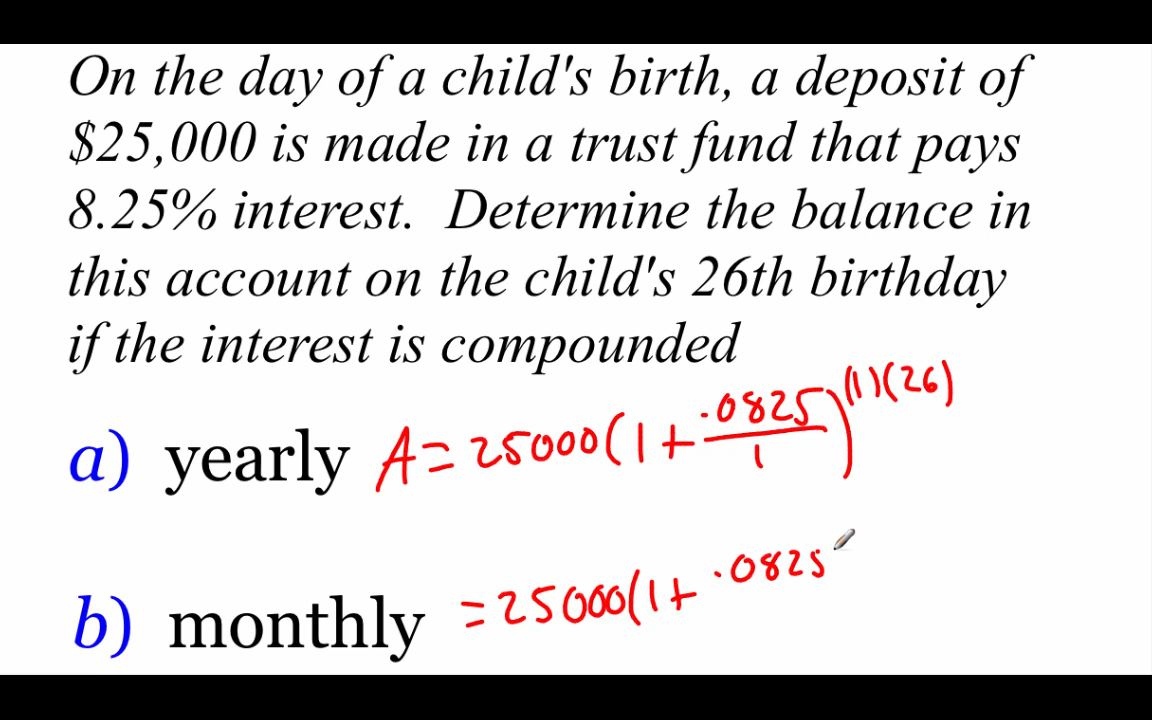 On the day of a child's birth, a deposit of
$25,000 is made in a trust fund that pays
8.25% interest. Determine the balance in
this account on the child's 26th birthday
if the interest is compounded
a) yearly A = 25000(1 + .0825/1)^(1)(26)
b) monthly = 25000(1 + .0825